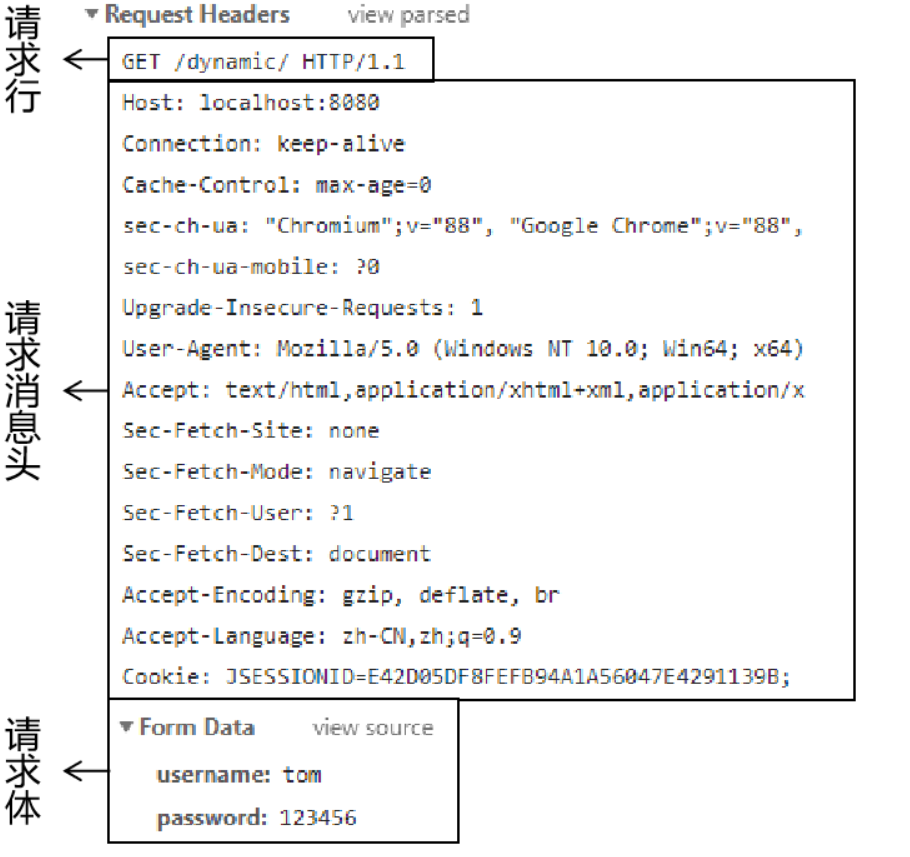 Request Headers view parsed
请求行
GET /dynamic/ HTTP/1.1
Host: localhost:8080
Connection: keep-alive
Cache-Control: max-age=0
sec-ch-ua: "Chromium";v="88", "Google Chrome";v="88",
sec-ch-ua-mobile: ?0
Upgrade-Insecure-Requests: 1
User-Agent: Mozilla/5.0 (Windows NT 10.0; Win64; x64)
请求消息头
Accept: text/html,application/xhtml+xml,application/x
Sec-Fetch-Site: none
Sec-Fetch-Mode: navigate
Sec-Fetch-User: ?1
Sec-Fetch-Dest: document
Accept-Encoding: gzip, deflate, br
Accept-Language: zh-CN,zh;q=0.9
Cookie: JSESSIONID=E42D05DF8FEFB94A1A56047E4291139B;
请求体
Form Data view source
username: tom
password: 123456